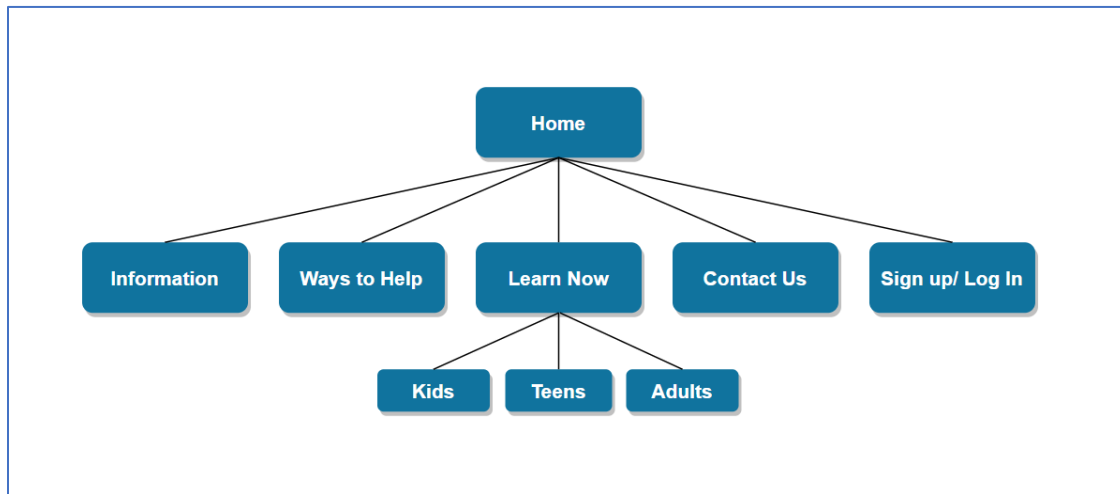 Home
Information
Ways to Help
Learn Now
Contact Us
Sign up/ Log In
Kids
Teens
Adults